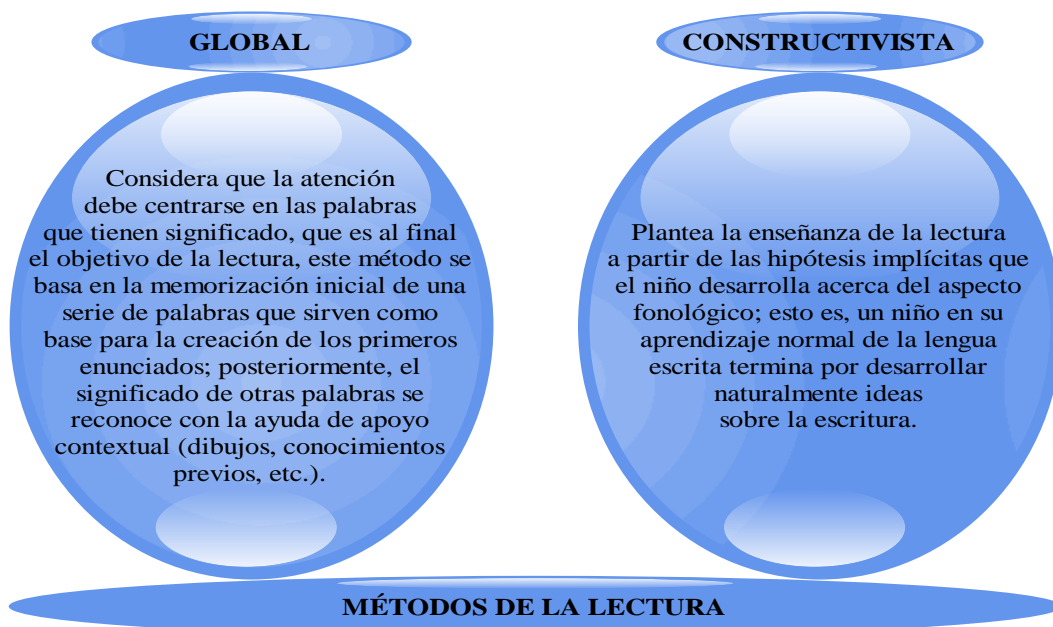 GLOBAL
Considera que la atención
debe centrarse en las palabras
que tienen significado, que es al final
el objetivo de la lectura, este método se
basa en la memorización inicial de una
serie de palabras que sirven como
base para la creación de los primeros
enunciados; posteriormente, el
significado de otras palabras se
reconoce con la ayuda de apoyo
contextual (dibujos, conocimientos
previos, etc.).
CONSTRUCTIVISTA
Plantea la enseñanza de la lectura
a partir de las hipótesis implícitas que
el niño desarrolla acerca del aspecto
fonológico; esto es, un niño en su
aprendizaje normal de la lengua
escrita termina por desarrollar
naturalmente ideas
sobre la escritura.
MÉTODOS DE LA LECTURA